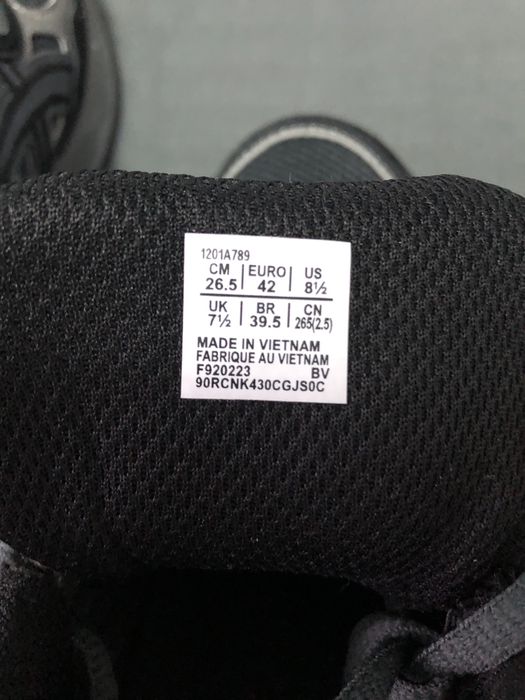 1201A789
CM EURO US
26.5 42 8½
UK BR CN
7½ 39.5 265(2.5)
MADE IN VIETNAM
FABRIQUE AU VIETNAM
F920223 BV
90RCNK430CGJS0C